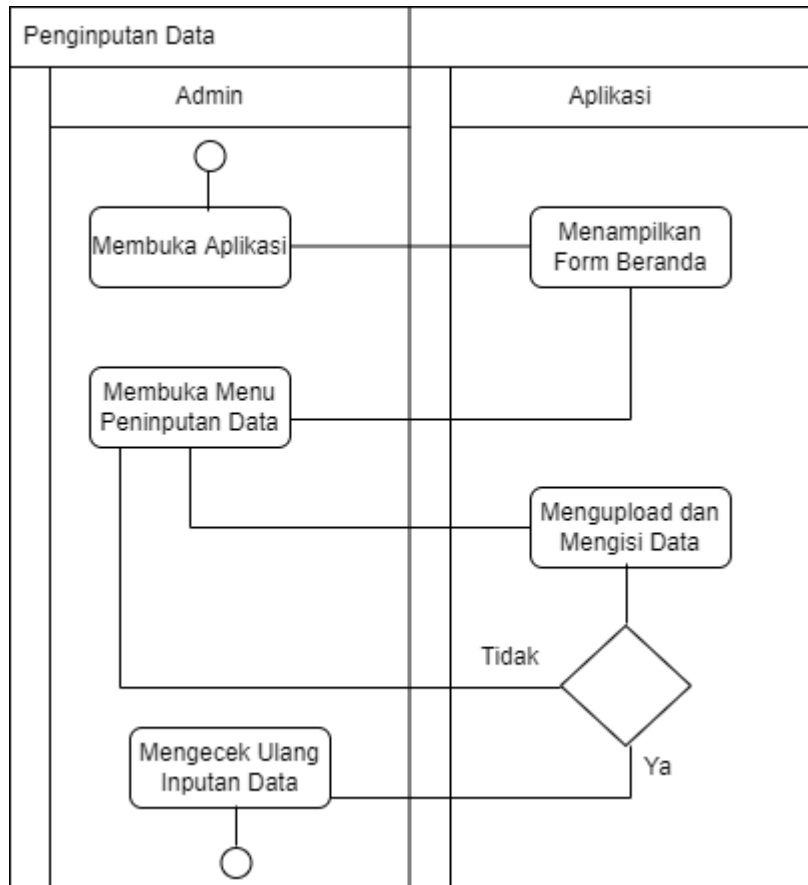 Penginputan Data
Admin
Aplikasi
Membuka Aplikasi
Menampilkan
Form Beranda
Membuka Menu
Peninputan Data
Mengupload dan
Mengisi Data
Tidak
Mengecek Ulang
Inputan Data
Ya